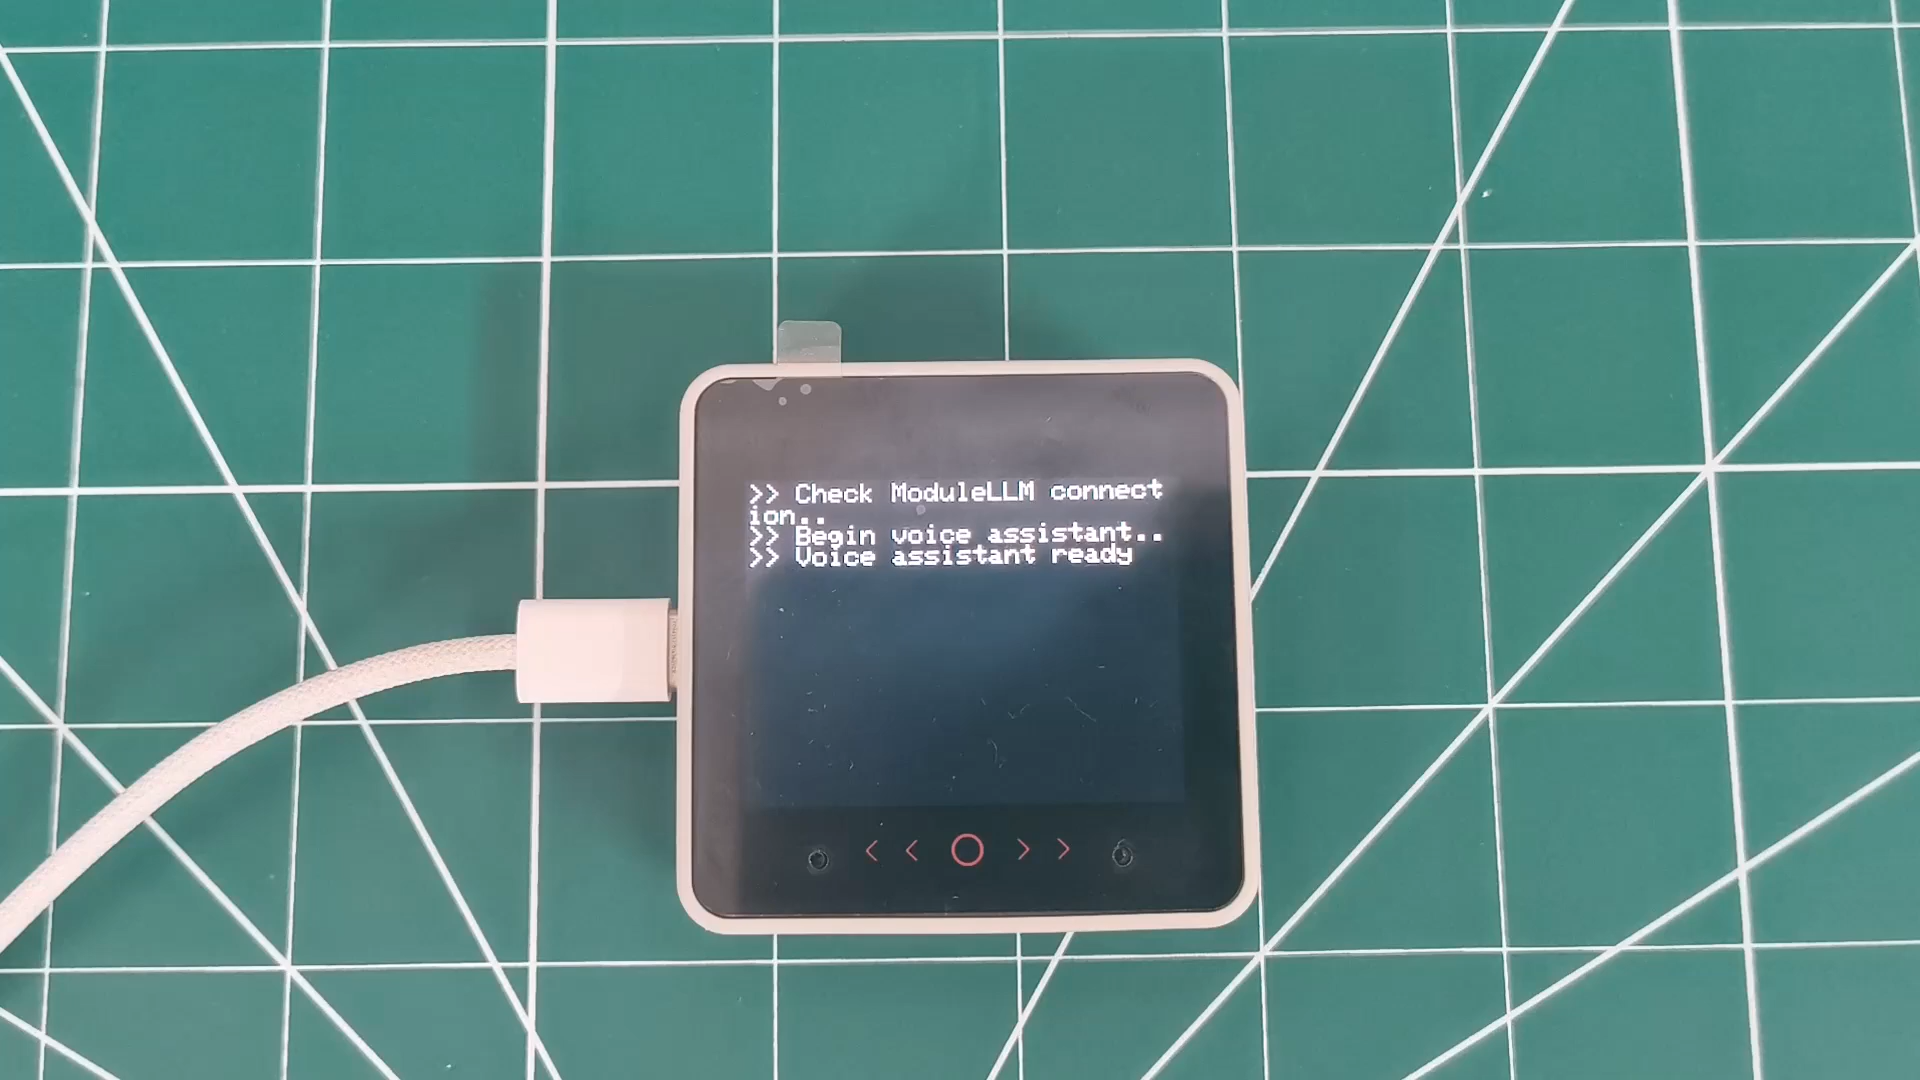 >> Check ModuleLLM connect
ion..
>> Begin voice assistant..
>> Voice assistant ready